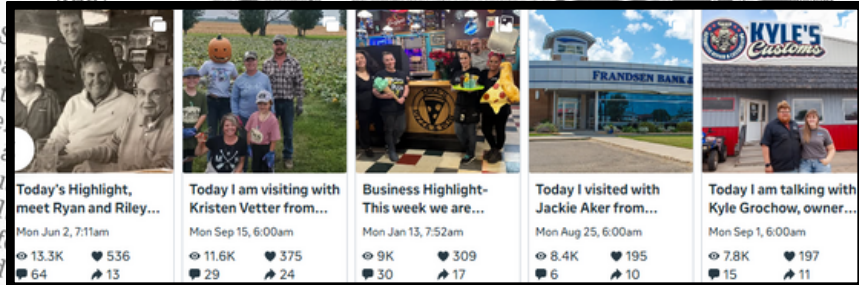 FRANDSEN BANK &
KYLE'S
Customs
Today's Highlight,
meet Ryan and Riley...
Mon Jun 2, 7:11am
13.3K 536
64 13
Today I am visiting with
Kristen Vetter from...
Mon Sep 15, 6:00am
11.6K 375
29 24
Business Highlight-
This week we are...
Mon Jan 13, 7:52am
9K 309
30 17
Today I visited with
Jackie Aker from...
Mon Aug 25, 6:00am
8.4K 195
6 10
Today I am talking with
Kyle Grochow, owner...
Mon Sep 1, 6:00am
7.8K 197
15 11